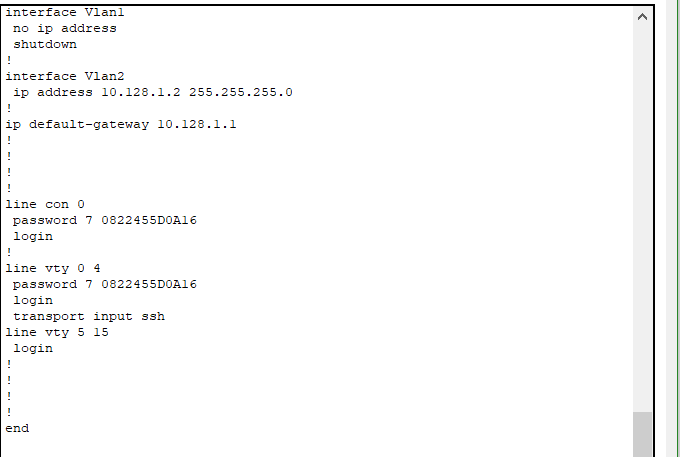 interface Vlan1
 no ip address
 shutdown
!
interface Vlan2
 ip address 10.128.1.2 255.255.255.0
!
ip default-gateway 10.128.1.1
!
!
!
!
line con 0
 password 7 0822455D0A16
 login
!
line vty 0 4
 password 7 0822455D0A16
 login
 transport input ssh
line vty 5 15
 login
!
!
!
!
end